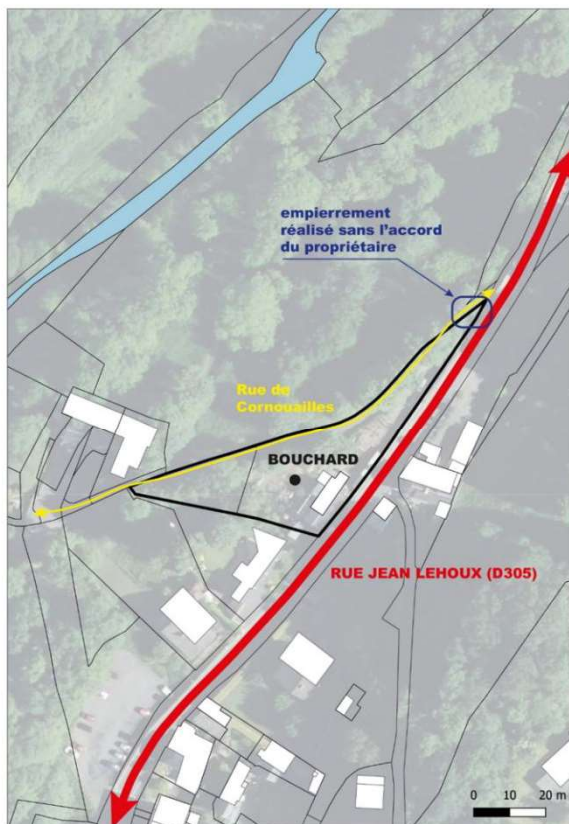 empierrement
réalisé sans l'accord
du propriétaire
Rue de
Cornouailles
BOUCHARD
RUE JEAN LEHOUX (D305)
0 10 20 m